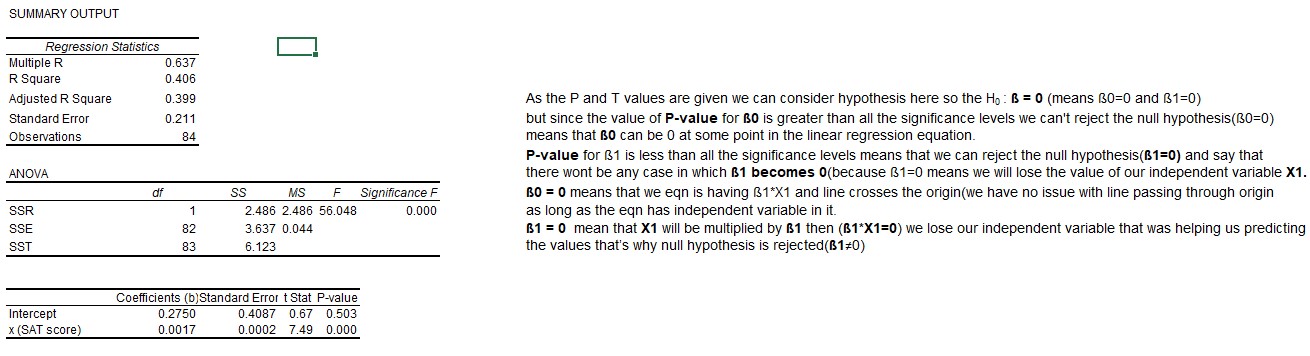 SUMMARY OUTPUT
Regression Statistics
Multiple R 0.637
R Square 0.406
Adjusted R Square 0.399
Standard Error 0.211
Observations 84
ANOVA
df SS MS F Significance F
SSR 1 2.486 2.486 56.048 0.000
SSE 82 3.637 0.044
SST 83 6.123
Coefficients (b) Standard Error t Stat P-value
Intercept 0.2750 0.4087 0.67 0.503
x (SAT score) 0.0017 0.0002 7.49 0.000
As the P and T values are given we can consider hypothesis here so the H₀ : ß = 0 (means ß0=0 and ß1=0)
but since the value of P-value for ß0 is greater than all the significance levels we can't reject the null hypothesis(ß0=0)
means that ß0 can be 0 at some point in the linear regression equation.
P-value for ß1 is less than all the significance levels means that we can reject the null hypothesis(ß1=0) and say that
there wont be any case in which ß1 becomes 0(because ß1=0 means we will lose the value of our independent variable X1.
ß0 = 0 means that we eqn is having ß1*X1 and line crosses the origin(we have no issue with line passing through origin
as long as the eqn has independent variable in it.
ß1 = 0 mean that X1 will be multiplied by ß1 then (ß1*X1=0) we lose our independent variable that was helping us predicting
the values that's why null hypothesis is rejected(ß1≠0)